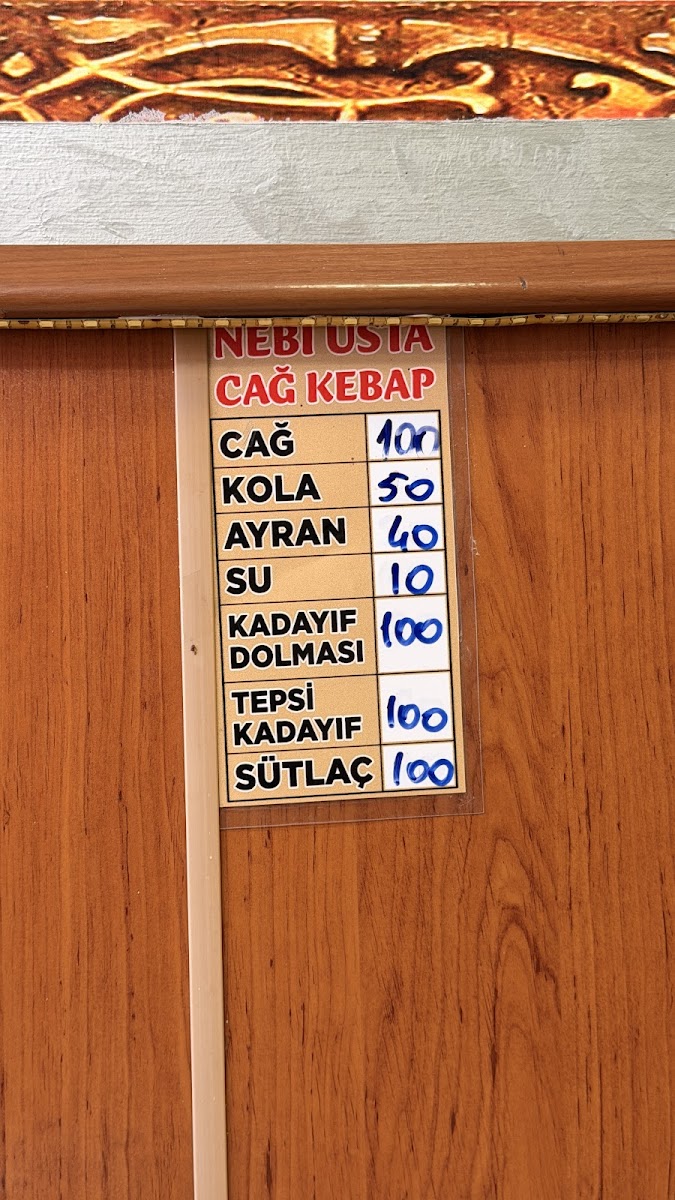 NEBİ USTA
CAĞ KEBAP
CAĞ 100
KOLA 50
AYRAN 40
SU 10
KADAYIF
DOLMASI 100
TEPSİ
KADAYIF 100
SÜTLAÇ 100